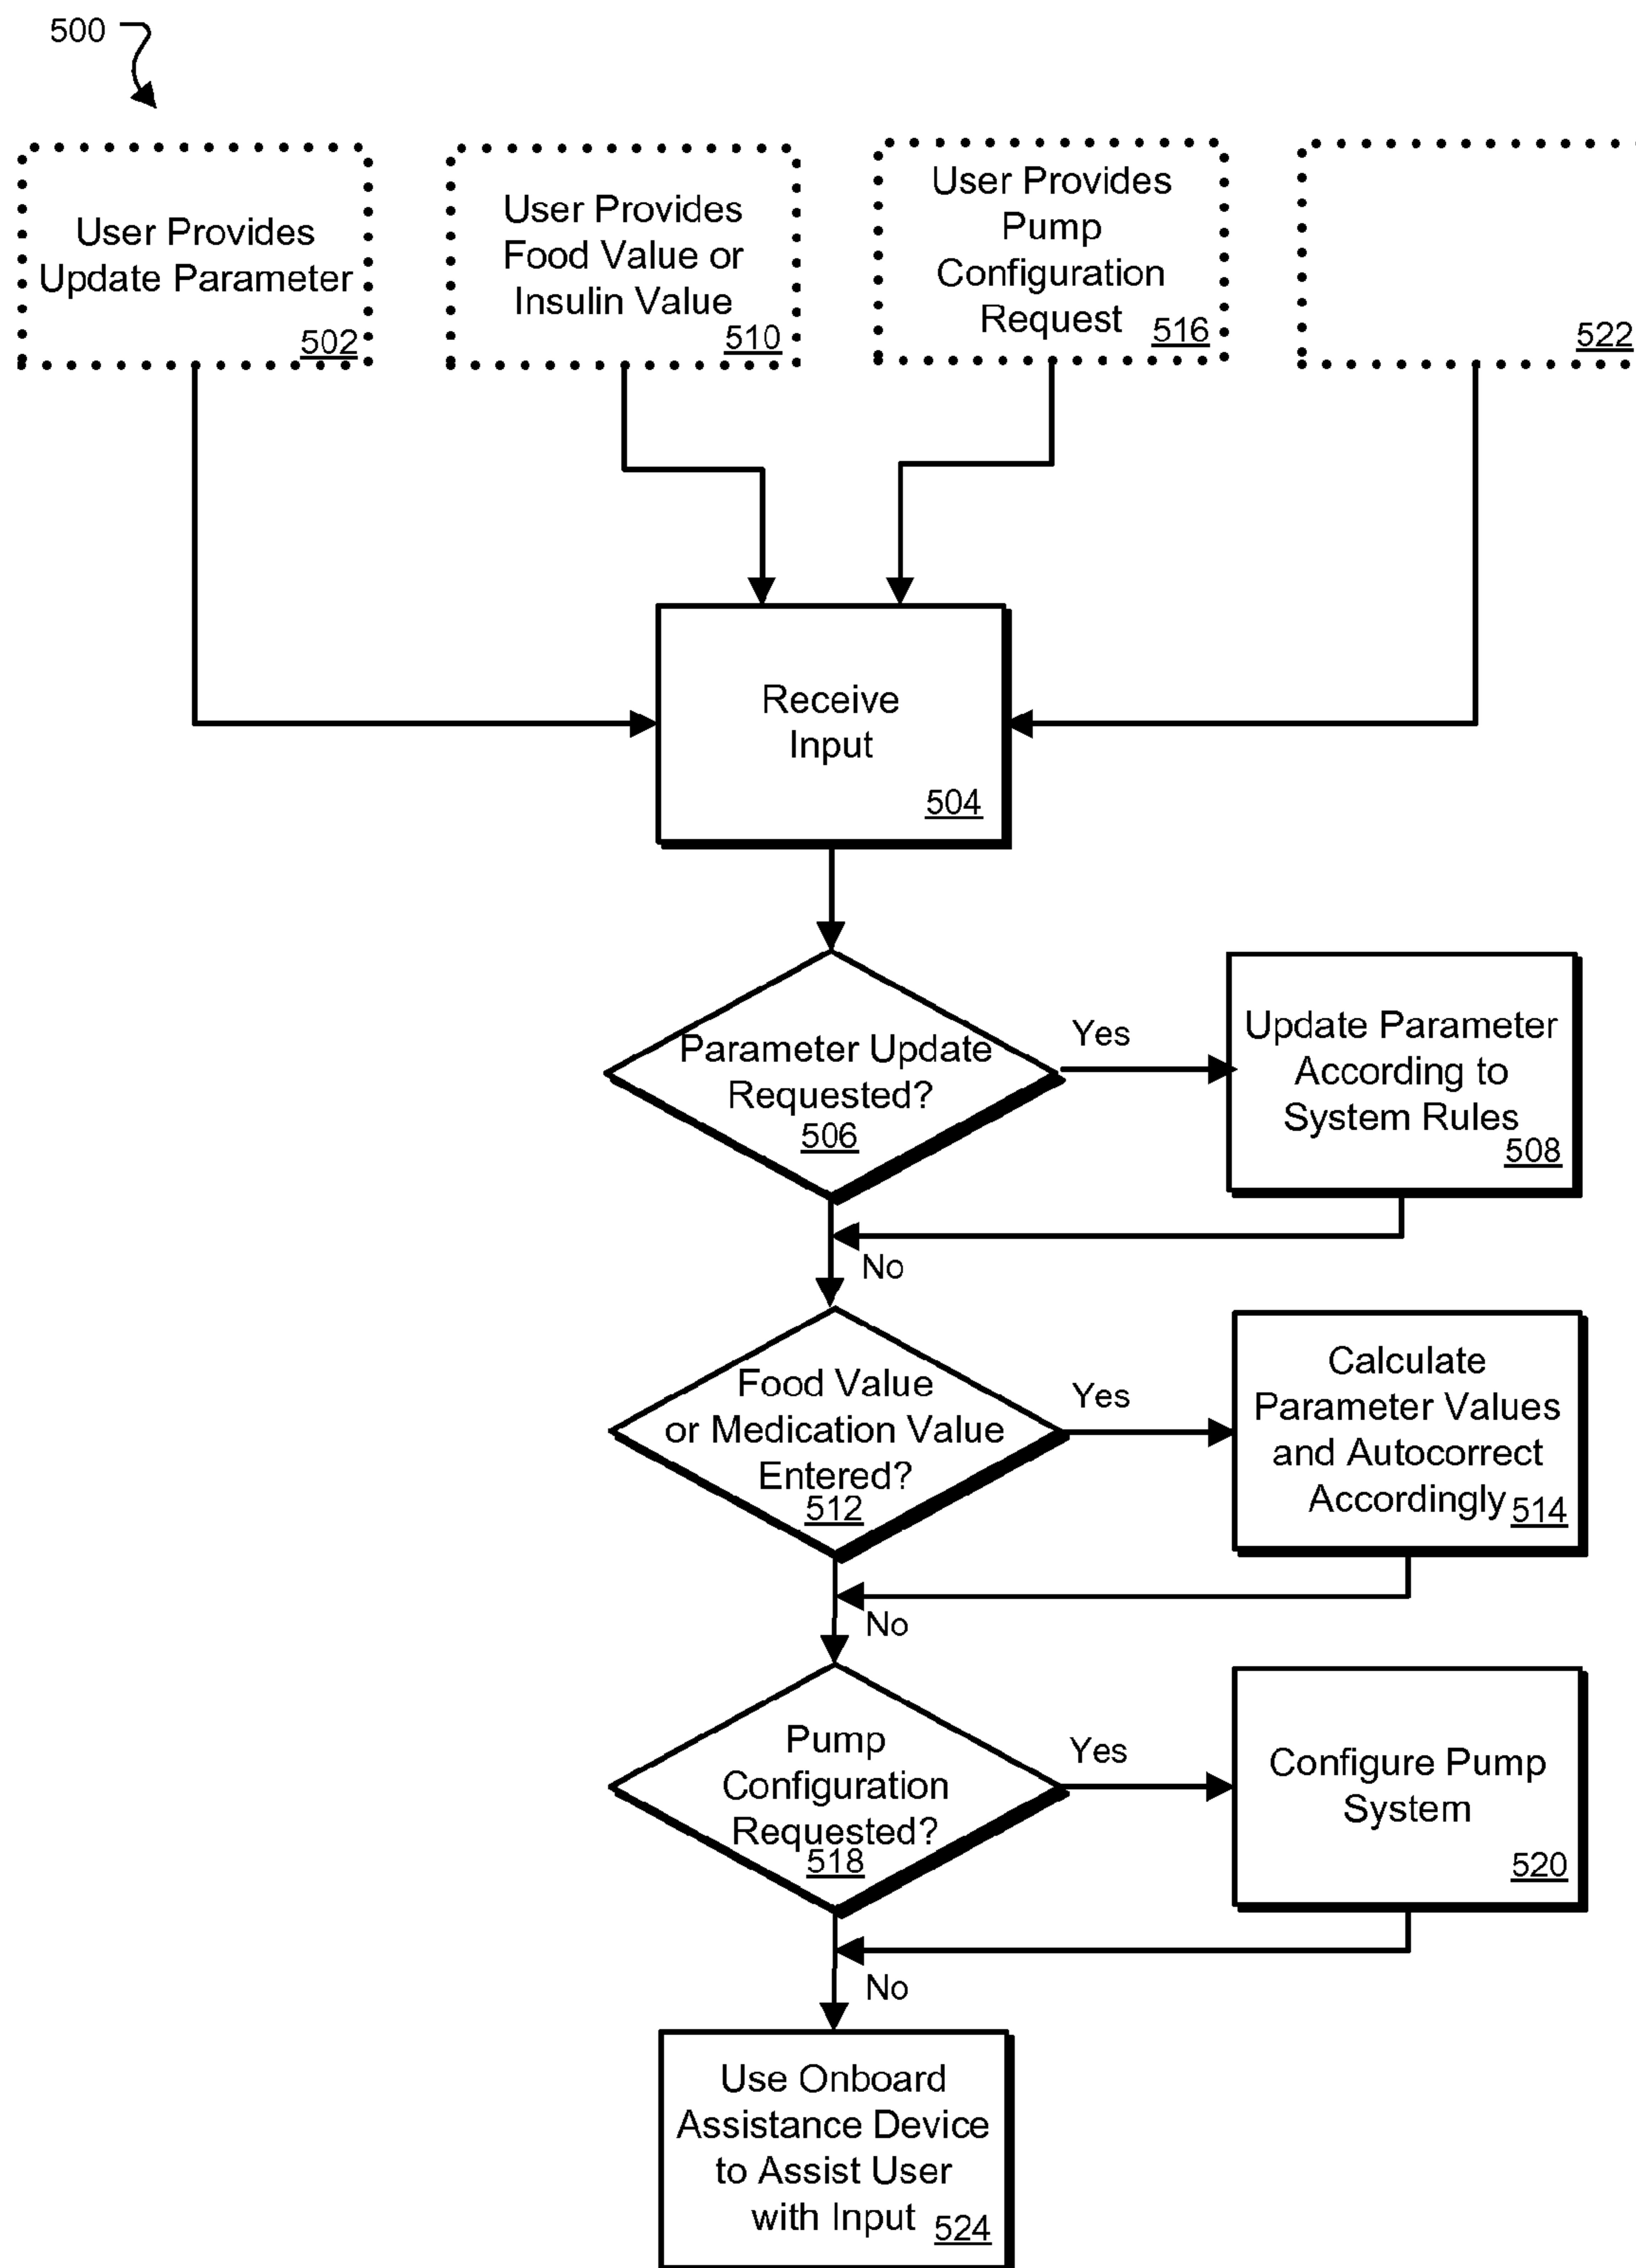 500
User Provides
Update Parameter
502
User Provides
Food Value or
Insulin Value
510
User Provides
Pump
Configuration
Request
516
522
Receive
Input
504
Parameter Update
Requested?
506
Yes
Update Parameter
According to
System Rules
508
No
Food Value
or Medication Value
Entered?
512
Yes
Calculate
Parameter Values
and Autocorrect
Accordingly
514
No
Pump
Configuration
Requested?
518
Yes
Configure Pump
System
520
No
Use Onboard
Assistance Device
to Assist User
with Input
524